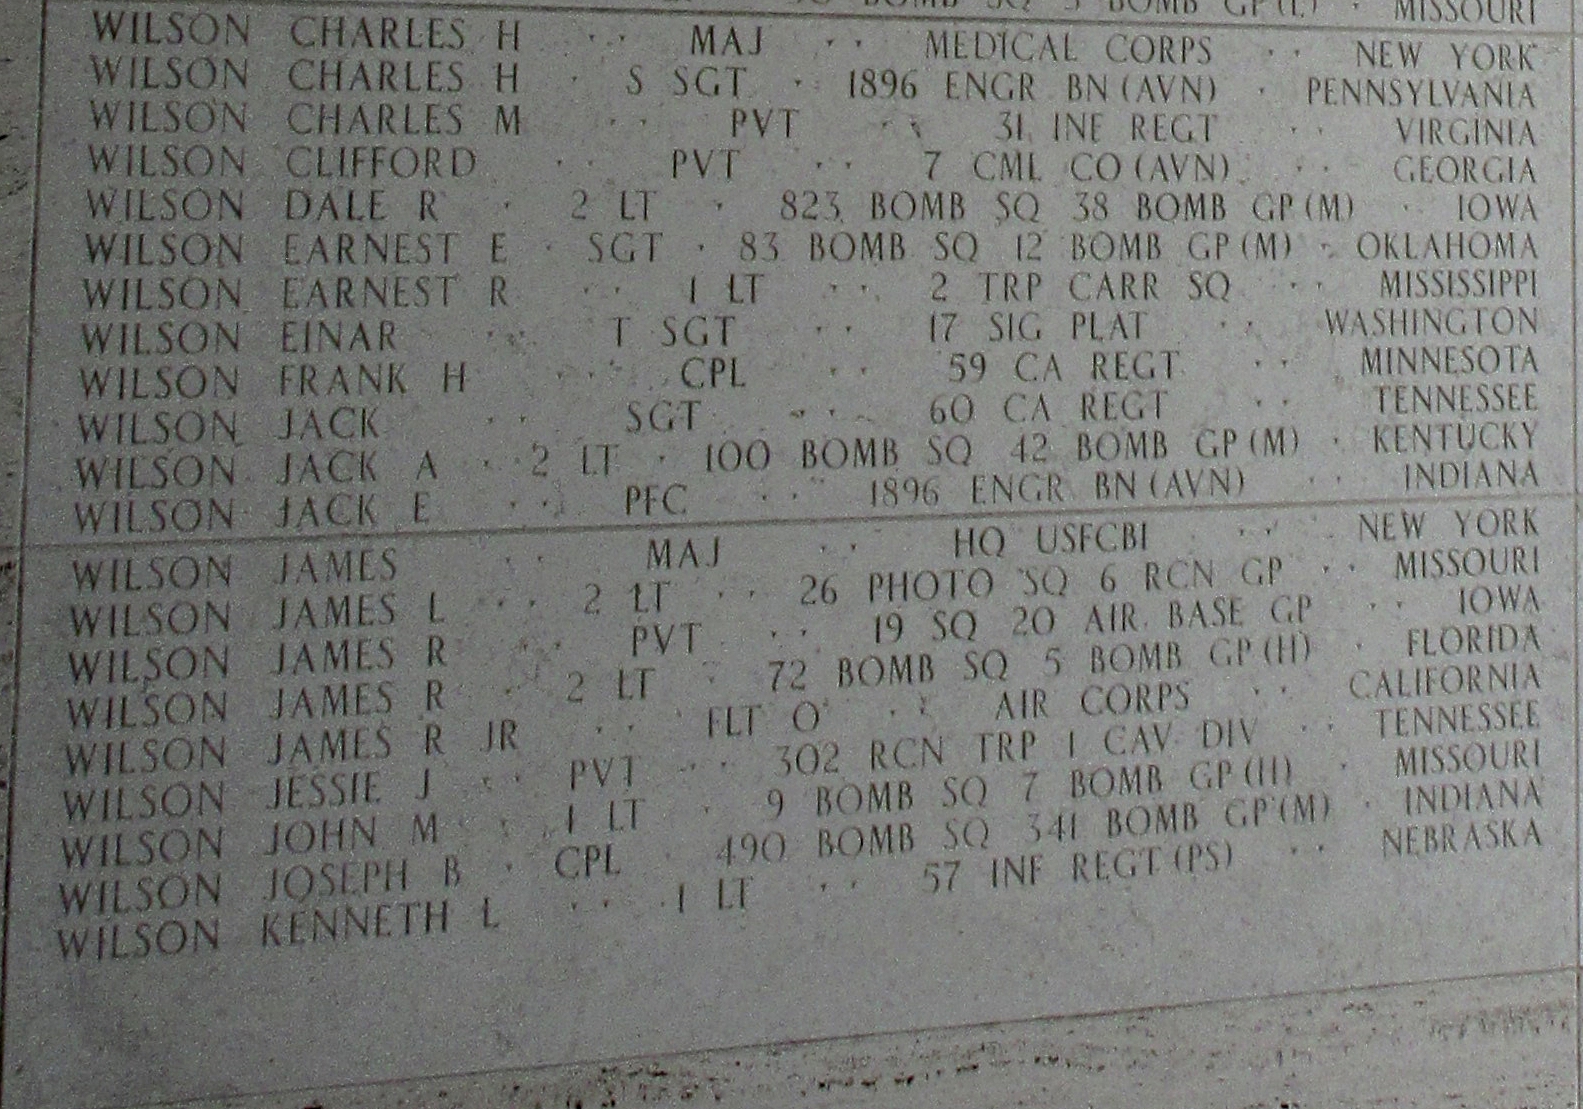 BOMB SQ BOMB GP (L) · MISSOURI
WILSON CHARLES H · · MAJ · · MEDICAL CORPS · · NEW YORK
WILSON CHARLES H · S SGT · 1896 ENGR BN (AVN) · PENNSYLVANIA
WILSON CHARLES M · · PVT · · 31 INF REGT · · VIRGINIA
WILSON CLIFFORD · · PVT · · 7 CML CO (AVN) · · GEORGIA
WILSON DALE R · 2 LT · 823 BOMB SQ 38 BOMB GP (M) · IOWA
WILSON EARNEST E · SGT · 83 BOMB SQ 12 BOMB GP (M) · OKLAHOMA
WILSON EARNEST R · · 1 LT · · 2 TRP CARR SQ · · MISSISSIPPI
WILSON EINAR · · T SGT · · 17 SIG PLAT · · WASHINGTON
WILSON FRANK H · · CPL · · 59 CA REGT · · MINNESOTA
WILSON JACK · · SGT · · 60 CA REGT · · TENNESSEE
WILSON JACK A · 2 LT · 100 BOMB SQ 42 BOMB GP (M) · KENTUCKY
WILSON JACK E · · PFC · · 1896 ENGR BN (AVN) · · INDIANA
WILSON JAMES · · MAJ · · HQ USFCBI · · NEW YORK
WILSON JAMES L · · 2 LT · · 26 PHOTO SQ 6 RCN GP · · MISSOURI
WILSON JAMES R · · PVT · · 19 SQ 20 AIR BASE GP · · IOWA
WILSON JAMES R · 2 LT · 72 BOMB SQ 5 BOMB GP (H) · FLORIDA
WILSON JAMES R JR · · FLT O · · AIR CORPS · · CALIFORNIA
WILSON JESSIE J · · PVT · · 302 RCN TRP 1 CAV DIV · · TENNESSEE
WILSON JOHN M · 1 LT · 9 BOMB SQ 7 BOMB GP (H) · MISSOURI
WILSON JOSEPH B · CPL · 490 BOMB SQ 341 BOMB GP (M) · INDIANA
WILSON KENNETH L · · 1 LT · · 57 INF REGT (PS) · · NEBRASKA